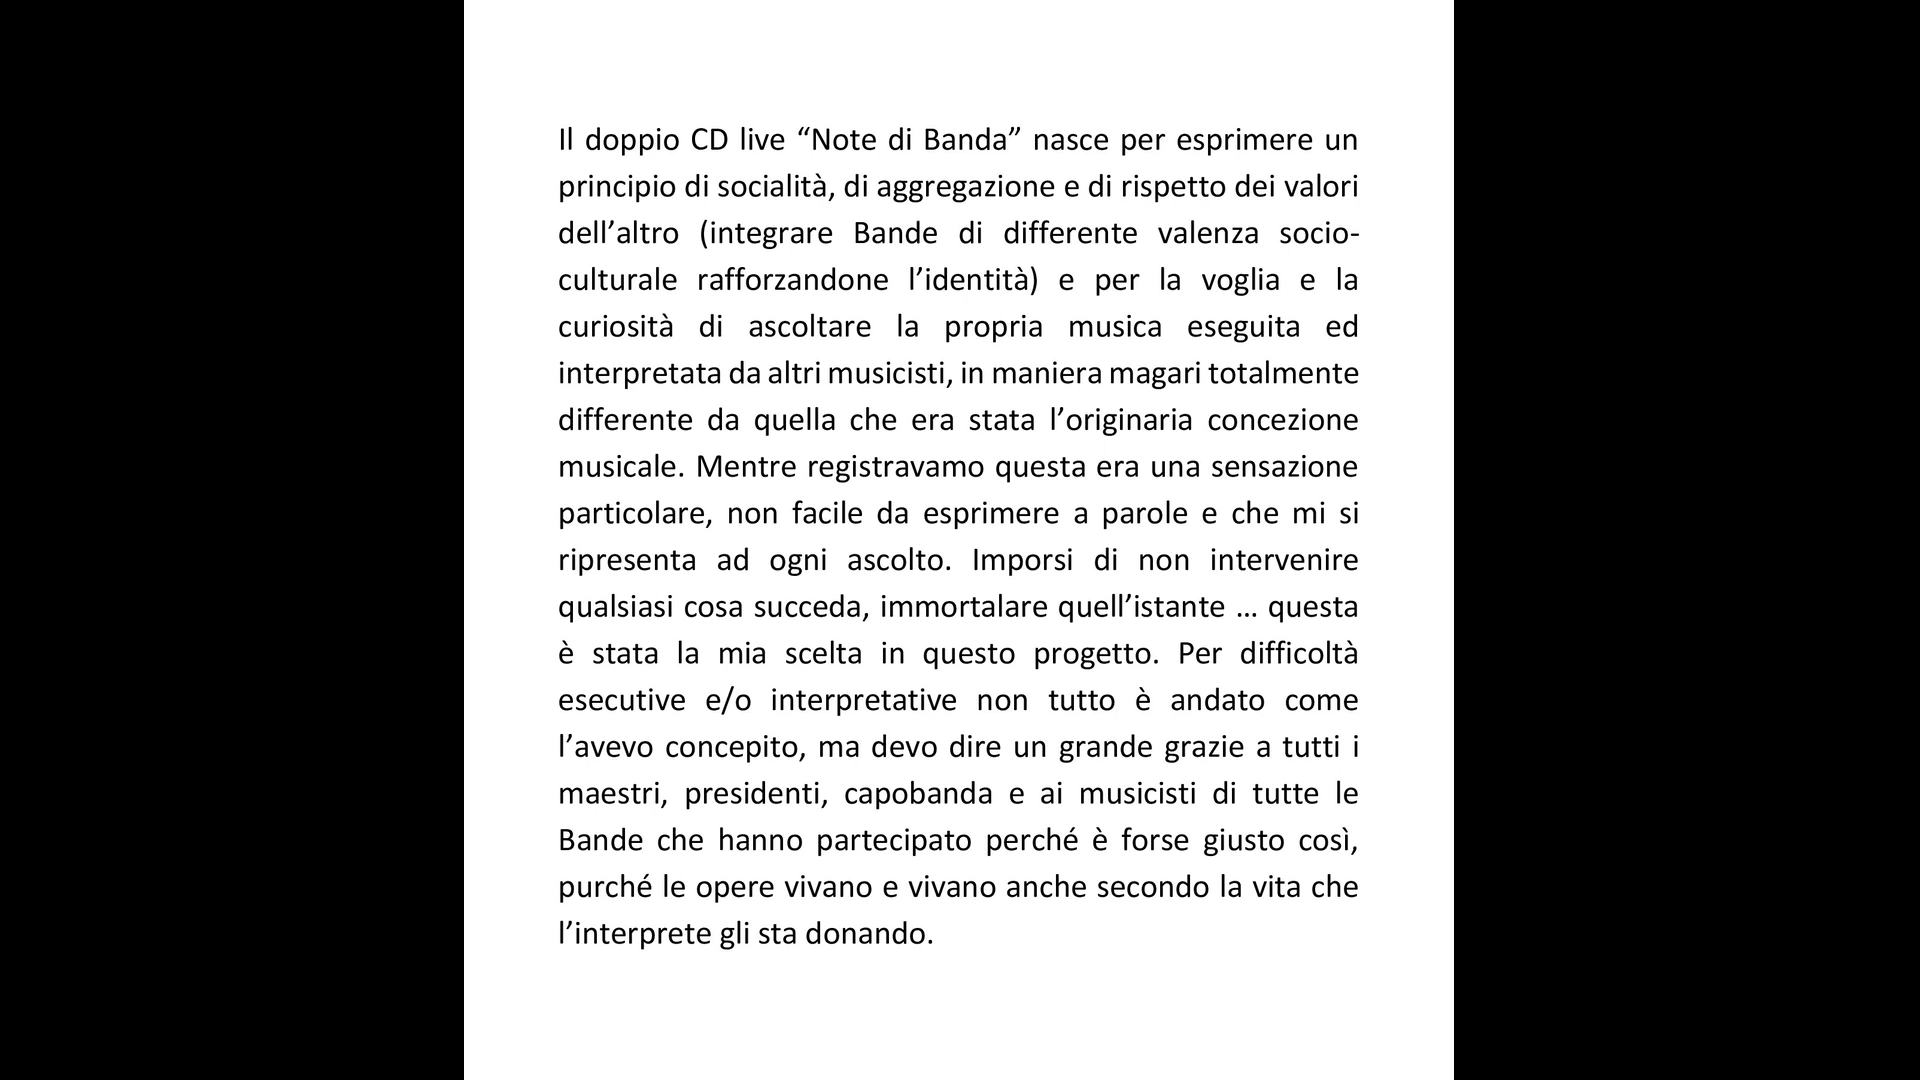 Il doppio CD live “Note di Banda” nasce per esprimere un
principio di socialità, di aggregazione e di rispetto dei valori
dell’altro (integrare Bande di differente valenza socio-
culturale rafforzandone l’identità) e per la voglia e la
curiosità di ascoltare la propria musica eseguita ed
interpretata da altri musicisti, in maniera magari totalmente
differente da quella che era stata l’originaria concezione
musicale. Mentre registravamo questa era una sensazione
particolare, non facile da esprimere a parole e che mi si
ripresenta ad ogni ascolto. Imporsi di non intervenire
qualsiasi cosa succeda, immortalare quell’istante … questa
è stata la mia scelta in questo progetto. Per difficoltà
esecutive e/o interpretative non tutto è andato come
l’avevo concepito, ma devo dire un grande grazie a tutti i
maestri, presidenti, capobanda e ai musicisti di tutte le
Bande che hanno partecipato perché è forse giusto così,
purché le opere vivano e vivano anche secondo la vita che
l’interprete gli sta donando.